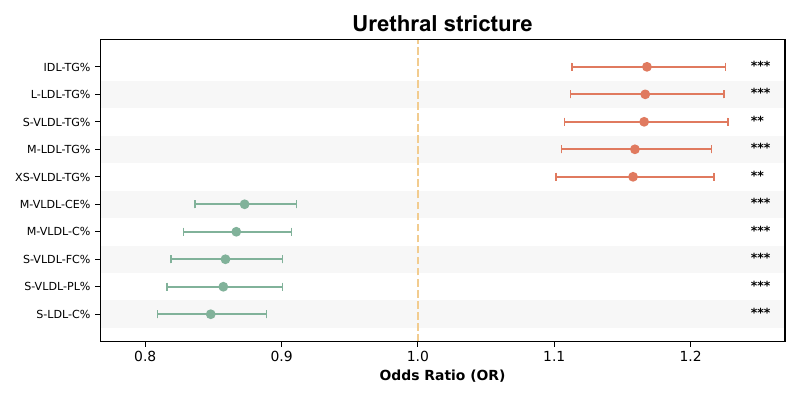 Urethral stricture
IDL-TG% ***
L-LDL-TG% ***
S-VLDL-TG% **
M-LDL-TG% ***
XS-VLDL-TG% **
M-VLDL-CE% ***
M-VLDL-C% ***
S-VLDL-FC% ***
S-VLDL-PL% ***
S-LDL-C% ***
0.8 0.9 1.0 1.1 1.2
Odds Ratio (OR)